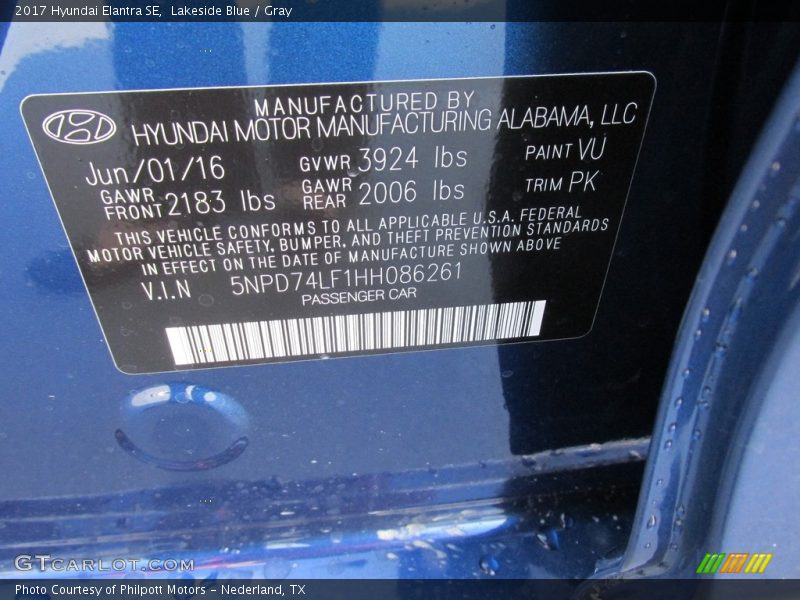 2017 Hyundai Elantra SE, Lakeside Blue / Gray
MANUFACTURED BY
HYUNDAI MOTOR MANUFACTURING ALABAMA, LLC
Jun/01/16 GVWR 3924 lbs PAINT VU
GAWR FRONT 2183 lbs GAWR REAR 2006 lbs TRIM PK
THIS VEHICLE CONFORMS TO ALL APPLICABLE U.S.A. FEDERAL
MOTOR VEHICLE SAFETY, BUMPER, AND THEFT PREVENTION STANDARDS
IN EFFECT ON THE DATE OF MANUFACTURE SHOWN ABOVE
V.I.N 5NPD74LF1HH086261
PASSENGER CAR
GTCARLOT.COM
Photo Courtesy of Philpott Motors - Nederland, TX